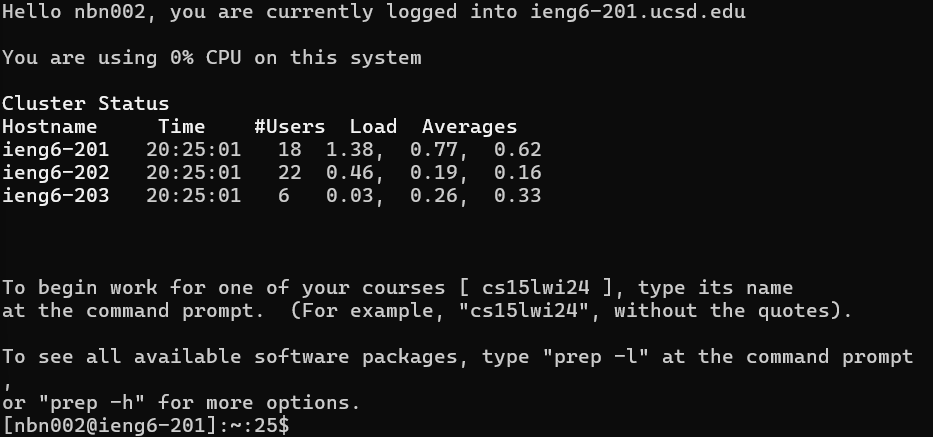 Hello nbn002, you are currently logged into ieng6-201.ucsd.edu
You are using 0% CPU on this system
Cluster Status
Hostname     Time    #Users  Load  Averages
ieng6-201   20:25:01   18  1.38,  0.77,  0.62
ieng6-202   20:25:01   22  0.46,  0.19,  0.16
ieng6-203   20:25:01   6   0.03,  0.26,  0.33
To begin work for one of your courses [ cs15lwi24 ], type its name
at the command prompt.  (For example, "cs15lwi24", without the quotes).
To see all available software packages, type "prep -l" at the command prompt
,
or "prep -h" for more options.
[nbn002@ieng6-201]:~:25$